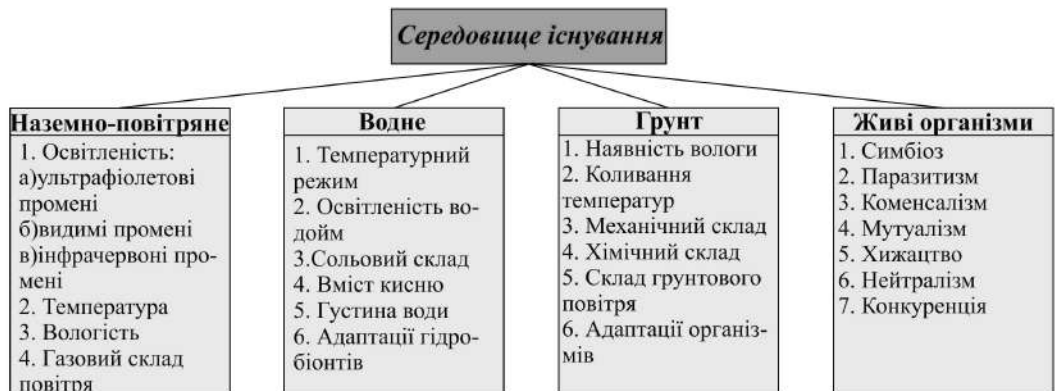 Середовище існування
Наземно-повітряне
1. Освітленість:
а)ультрафіолетові
промені
б)видимі промені
в)інфрачервоні про-
мені
2. Температура
3. Вологість
4. Газовий склад
повітря
Водне
1. Температурний
режим
2. Освітленість во-
дойм
3.Сольовий склад
4. Вміст кисню
5. Густина води
6. Адаптації гідро-
біонтів
Грунт
1. Наявність вологи
2. Коливання
температур
3. Механічний склад
4. Хімічний склад
5. Склад грунтового
повітря
6. Адаптації організ-
мів
Живі організми
1. Симбіоз
2. Паразитизм
3. Коменсалізм
4. Мутуалізм
5. Хижацтво
6. Нейтралізм
7. Конкуренція